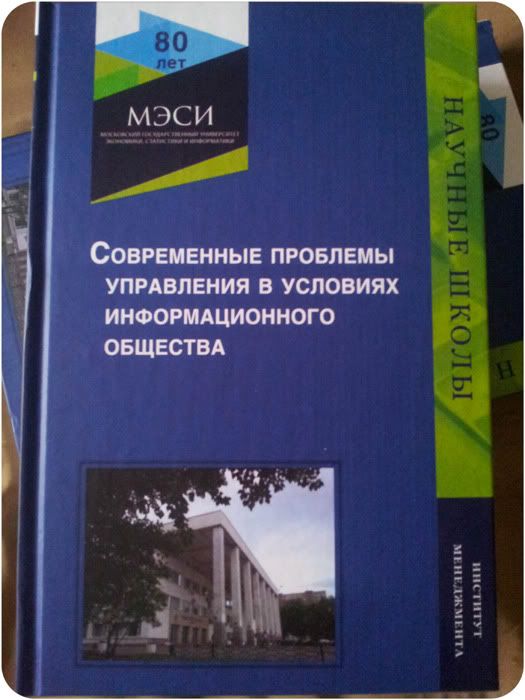 80
лет
МЭСИ
МОСКОВСКИЙ ГОСУДАРСТВЕННЫЙ УНИВЕРСИТЕТ
ЭКОНОМИКИ, СТАТИСТИКИ И ИНФОРМАТИКИ
СОВРЕМЕННЫЕ ПРОБЛЕМЫ
УПРАВЛЕНИЯ В УСЛОВИЯХ
ИНФОРМАЦИОННОГО
ОБЩЕСТВА
НАУЧНЫЕ ШКОЛЫ
ИНСТИТУТ
МЕНЕДЖМЕНТА
80
Н